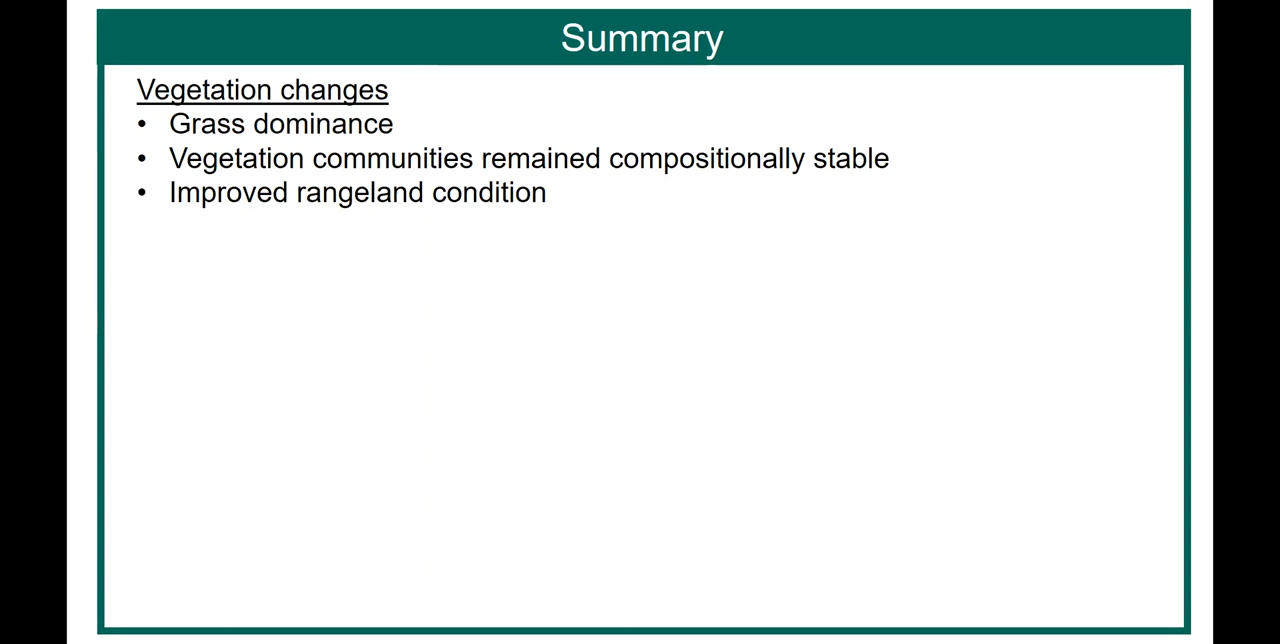 Summary
Vegetation changes
• Grass dominance
• Vegetation communities remained compositionally stable
• Improved rangeland condition